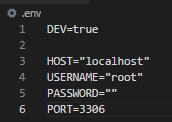 .env
1 DEV=true
2
3 HOST="localhost"
4 USERNAME="root"
5 PASSWORD=""
6 PORT=3306